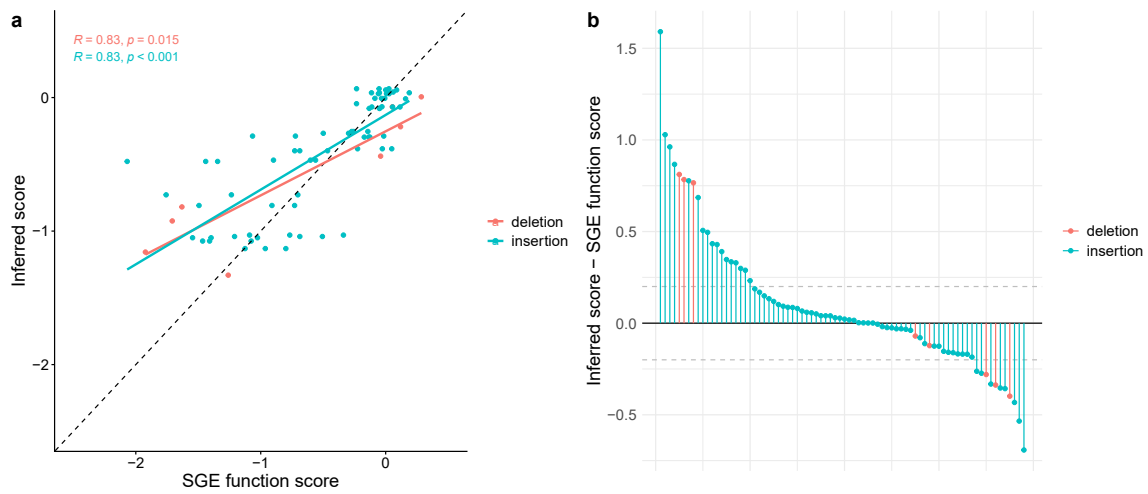 a
R = 0.83, p = 0.015
R = 0.83, p < 0.001
0
−1
−2
−2
−1
0
Inferred score
SGE function score
deletion
insertion
b
1.5
1.0
0.5
0.0
−0.5
Inferred score − SGE function score
deletion
insertion